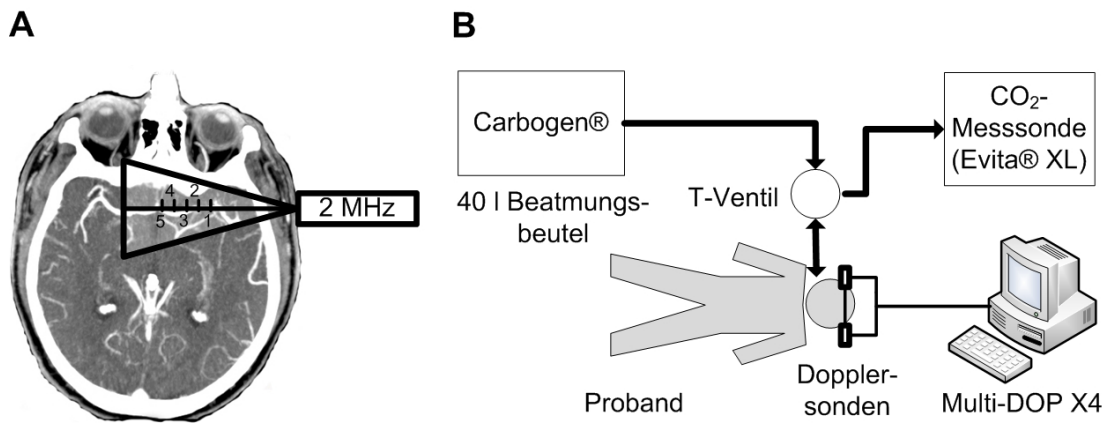 A
4 2
5 3 1
2 MHz
B
Carbogen®
40 l Beatmungs-
beutel
T-Ventil
CO₂-
Messsonde
(Evita® XL)
Proband
Doppler-
sonden
Multi-DOP X4